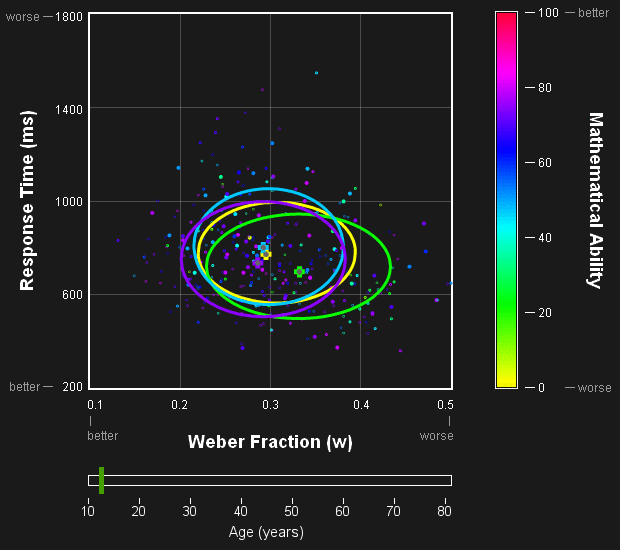 worse — 1800
1400
1000
600
better — 200
Response Time (ms)
0.1 0.2 0.3 0.4 0.5
better worse
Weber Fraction (w)
10 20 30 40 50 60 70 80
Age (years)
100 — better
80
60
40
20
0 — worse
Mathematical Ability